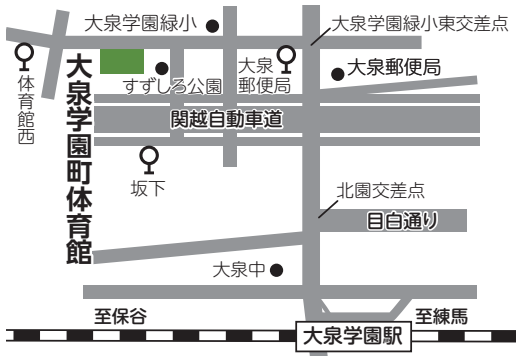 大泉学園緑小
大泉学園緑小東交差点
体育館西
大泉学園町体育館
すずしろ公園
大泉
郵便局
大泉郵便局
関越自動車道
坂下
北園交差点
目白通り
大泉中
至保谷
大泉学園駅
至練馬